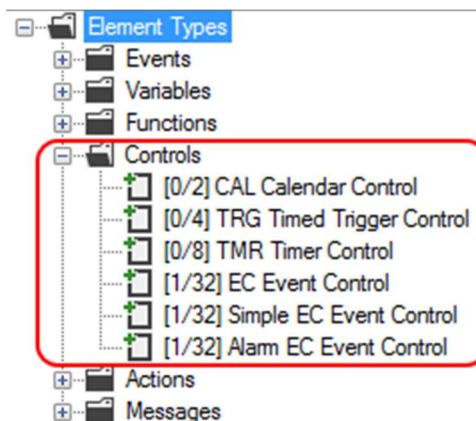 Element Types
Events
Variables
Functions
Controls
[0/2] CAL Calendar Control
[0/4] TRG Timed Trigger Control
[0/8] TMR Timer Control
[1/32] EC Event Control
[1/32] Simple EC Event Control
[1/32] Alarm EC Event Control
Actions
Messages